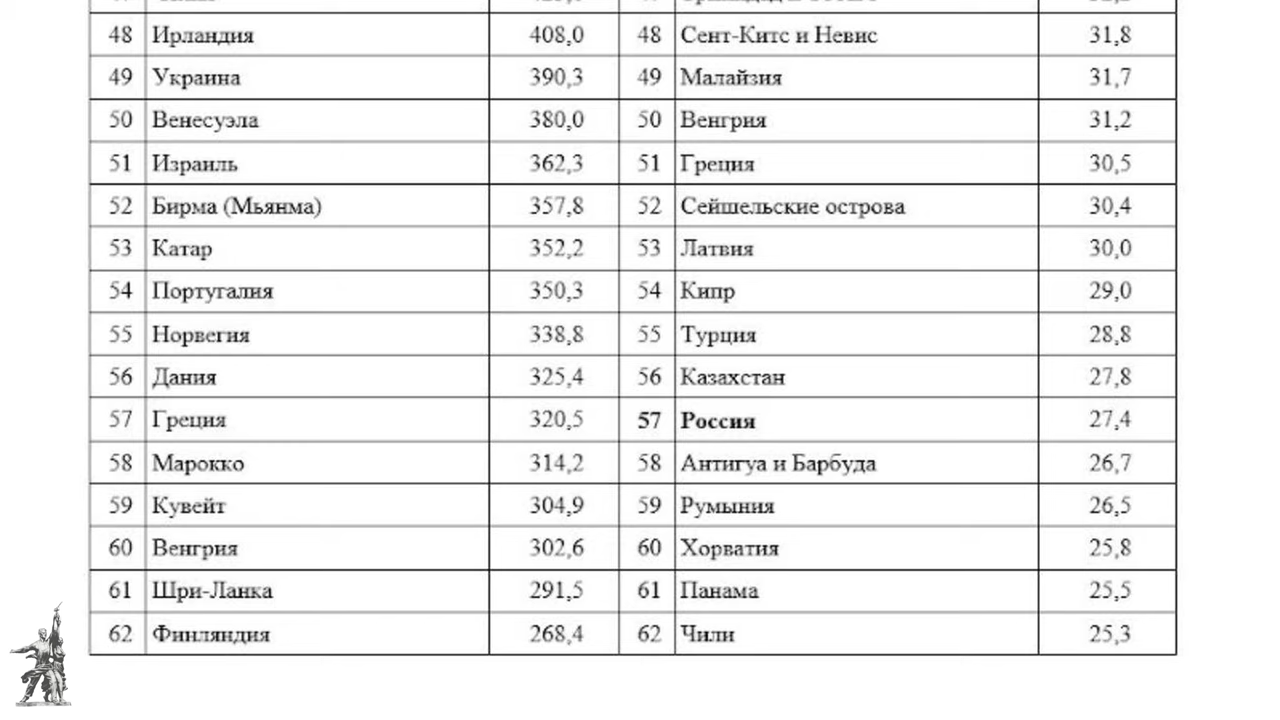 48 Ирландия 408,0 48 Сент-Китс и Невис 31,8
49 Украина 390,3 49 Малайзия 31,7
50 Венесуэла 380,0 50 Венгрия 31,2
51 Израиль 362,3 51 Греция 30,5
52 Бирма (Мьянма) 357,8 52 Сейшельские острова 30,4
53 Катар 352,2 53 Латвия 30,0
54 Португалия 350,3 54 Кипр 29,0
55 Норвегия 338,8 55 Турция 28,8
56 Дания 325,4 56 Казахстан 27,8
57 Греция 320,5 57 Россия 27,4
58 Марокко 314,2 58 Антигуа и Барбуда 26,7
59 Кувейт 304,9 59 Румыния 26,5
60 Венгрия 302,6 60 Хорватия 25,8
61 Шри-Ланка 291,5 61 Панама 25,5
62 Финляндия 268,4 62 Чили 25,3